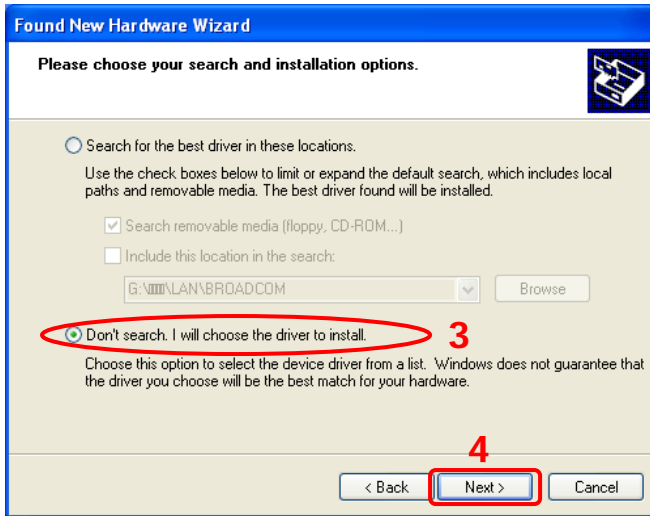 Found New Hardware Wizard
Please choose your search and installation options.
Search for the best driver in these locations.
Use the check boxes below to limit or expand the default search, which includes local
paths and removable media. The best driver found will be installed.
Search removable media (floppy, CD-ROM...)
Include this location in the search:
\LAN\BROADCOM
Browse
Don't search. I will choose the driver to install.
3
Choose this option to select the device driver from a list. Windows does not guarantee that
the driver you choose will be the best match for your hardware.
4
< Back
Next >
Cancel